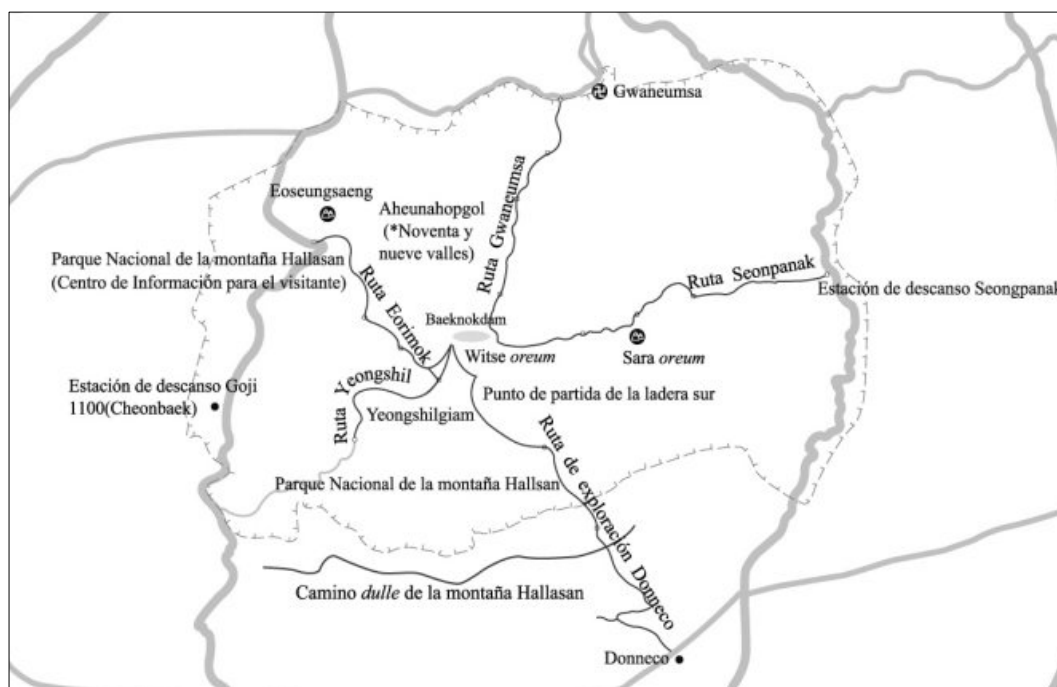 Gwaneumsa
Ruta Gwaneumsa
Eoseungsaeng
Aheunahopgol
(*Noventa y
nueve valles)
Parque Nacional de la montaña Hallasan
(Centro de Información para el visitante)
Ruta Eorimok
Ruta Seonpanak
Estación de descanso Seongpanak
Baeknokdam
Witse oreum
Sara oreum
Estación de descanso Goji
1100(Cheonbaek)
Ruta Yeongshil
Yeongshilgiam
Punto de partida de la ladera sur
Ruta de exploración Donneco
Parque Nacional de la montaña Hallsan
Camino dulle de la montaña Hallasan
Donneco